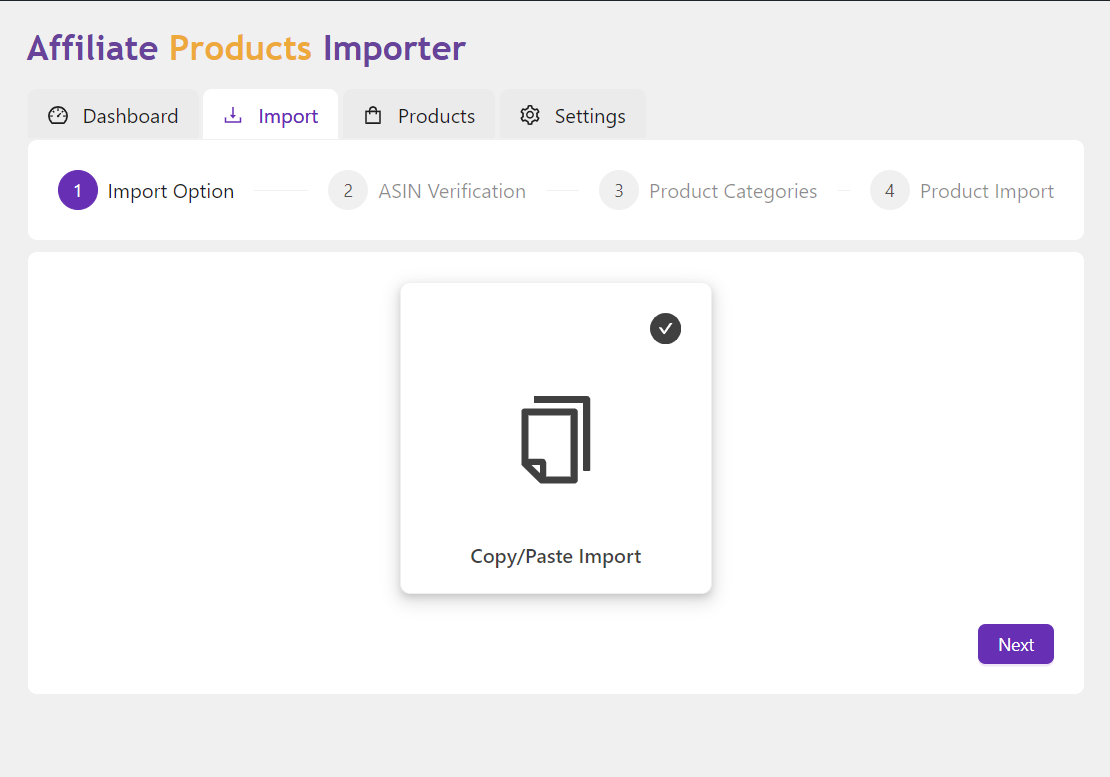 Affiliate Products Importer
Dashboard Import Products Settings
1 Import Option 2 ASIN Verification 3 Product Categories 4 Product Import
Copy/Paste Import
Next